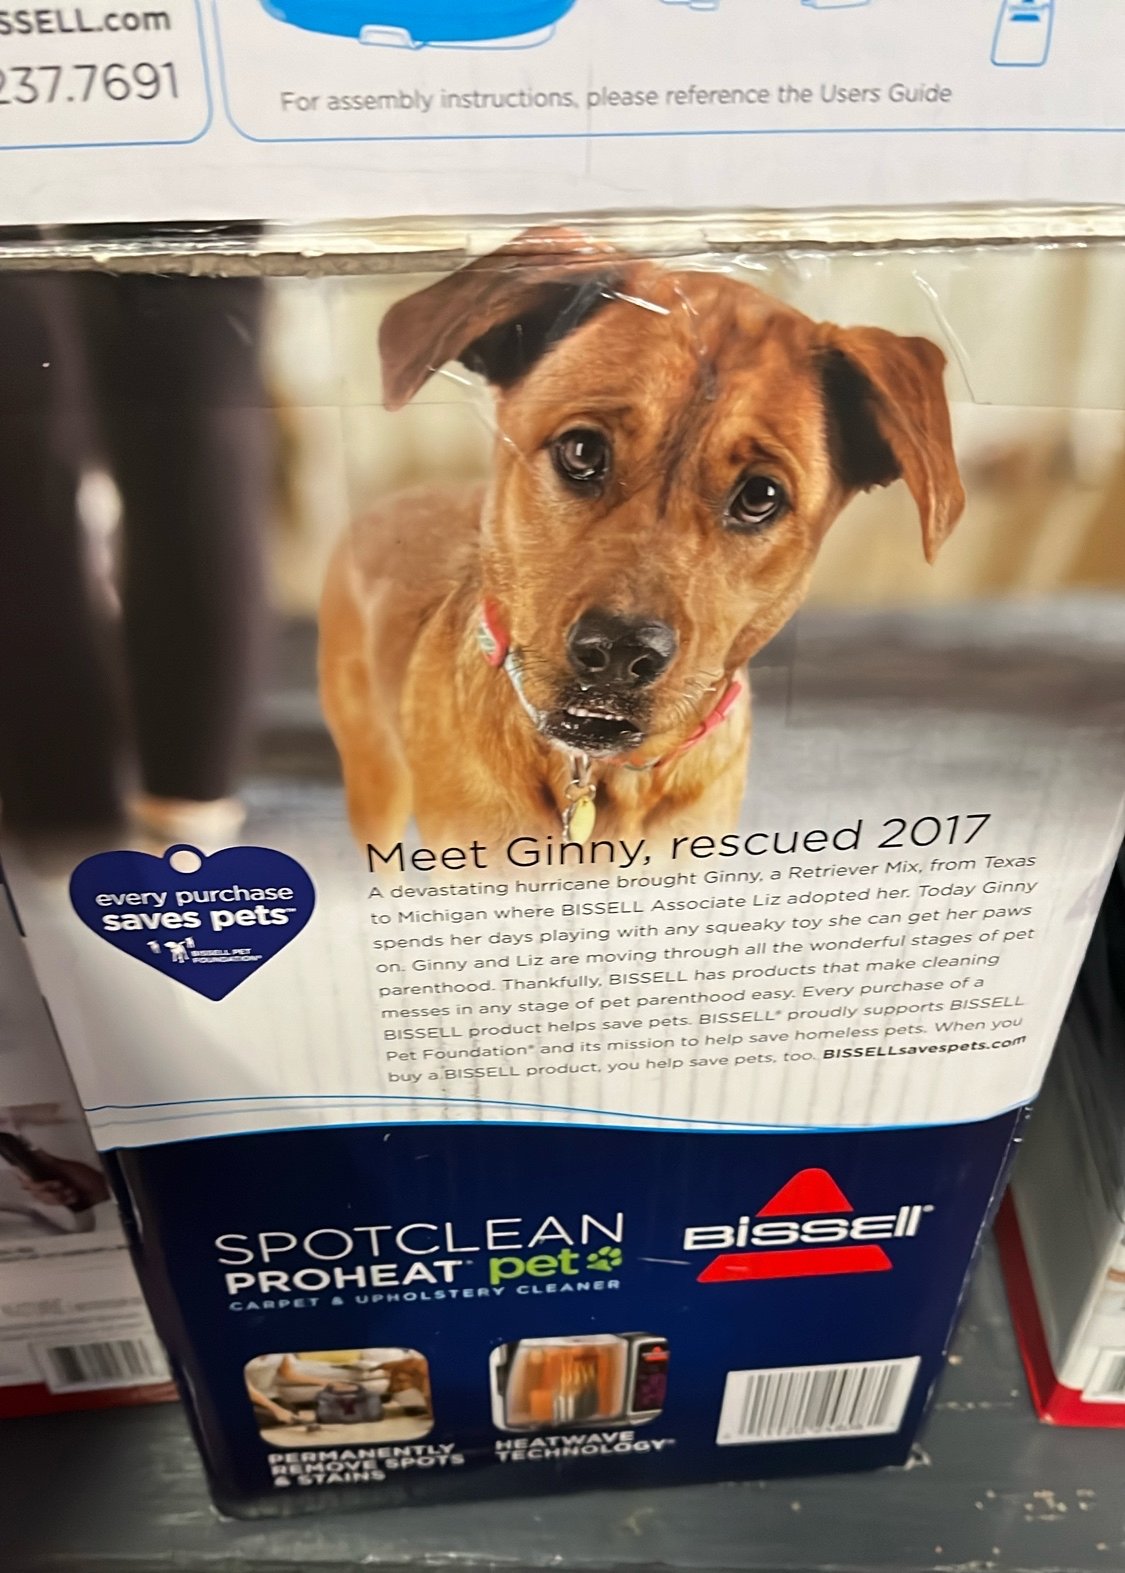 SSELL.com
237.7691
For assembly instructions, please reference the Users Guide
every purchase
saves pets™
BISSELL PET
FOUNDATION™
Meet Ginny, rescued 2017
A devastating hurricane brought Ginny, a Retriever Mix, from Texas
to Michigan where BISSELL Associate Liz adopted her. Today Ginny
spends her days playing with any squeaky toy she can get her paws
on. Ginny and Liz are moving through all the wonderful stages of pet
parenthood. Thankfully, BISSELL has products that make cleaning
messes in any stage of pet parenthood easy. Every purchase of a
BISSELL product helps save pets. BISSELL® proudly supports BISSELL
Pet Foundation® and its mission to help save homeless pets. When you
buy a BISSELL product, you help save pets, too. BISSELLsavespets.com
SPOTCLEAN
PROHEAT® pet
CARPET & UPHOLSTERY CLEANER
BISSELL®
PERMANENTLY
REMOVE SPOTS
& STAINS
HEATWAVE
TECHNOLOGY™